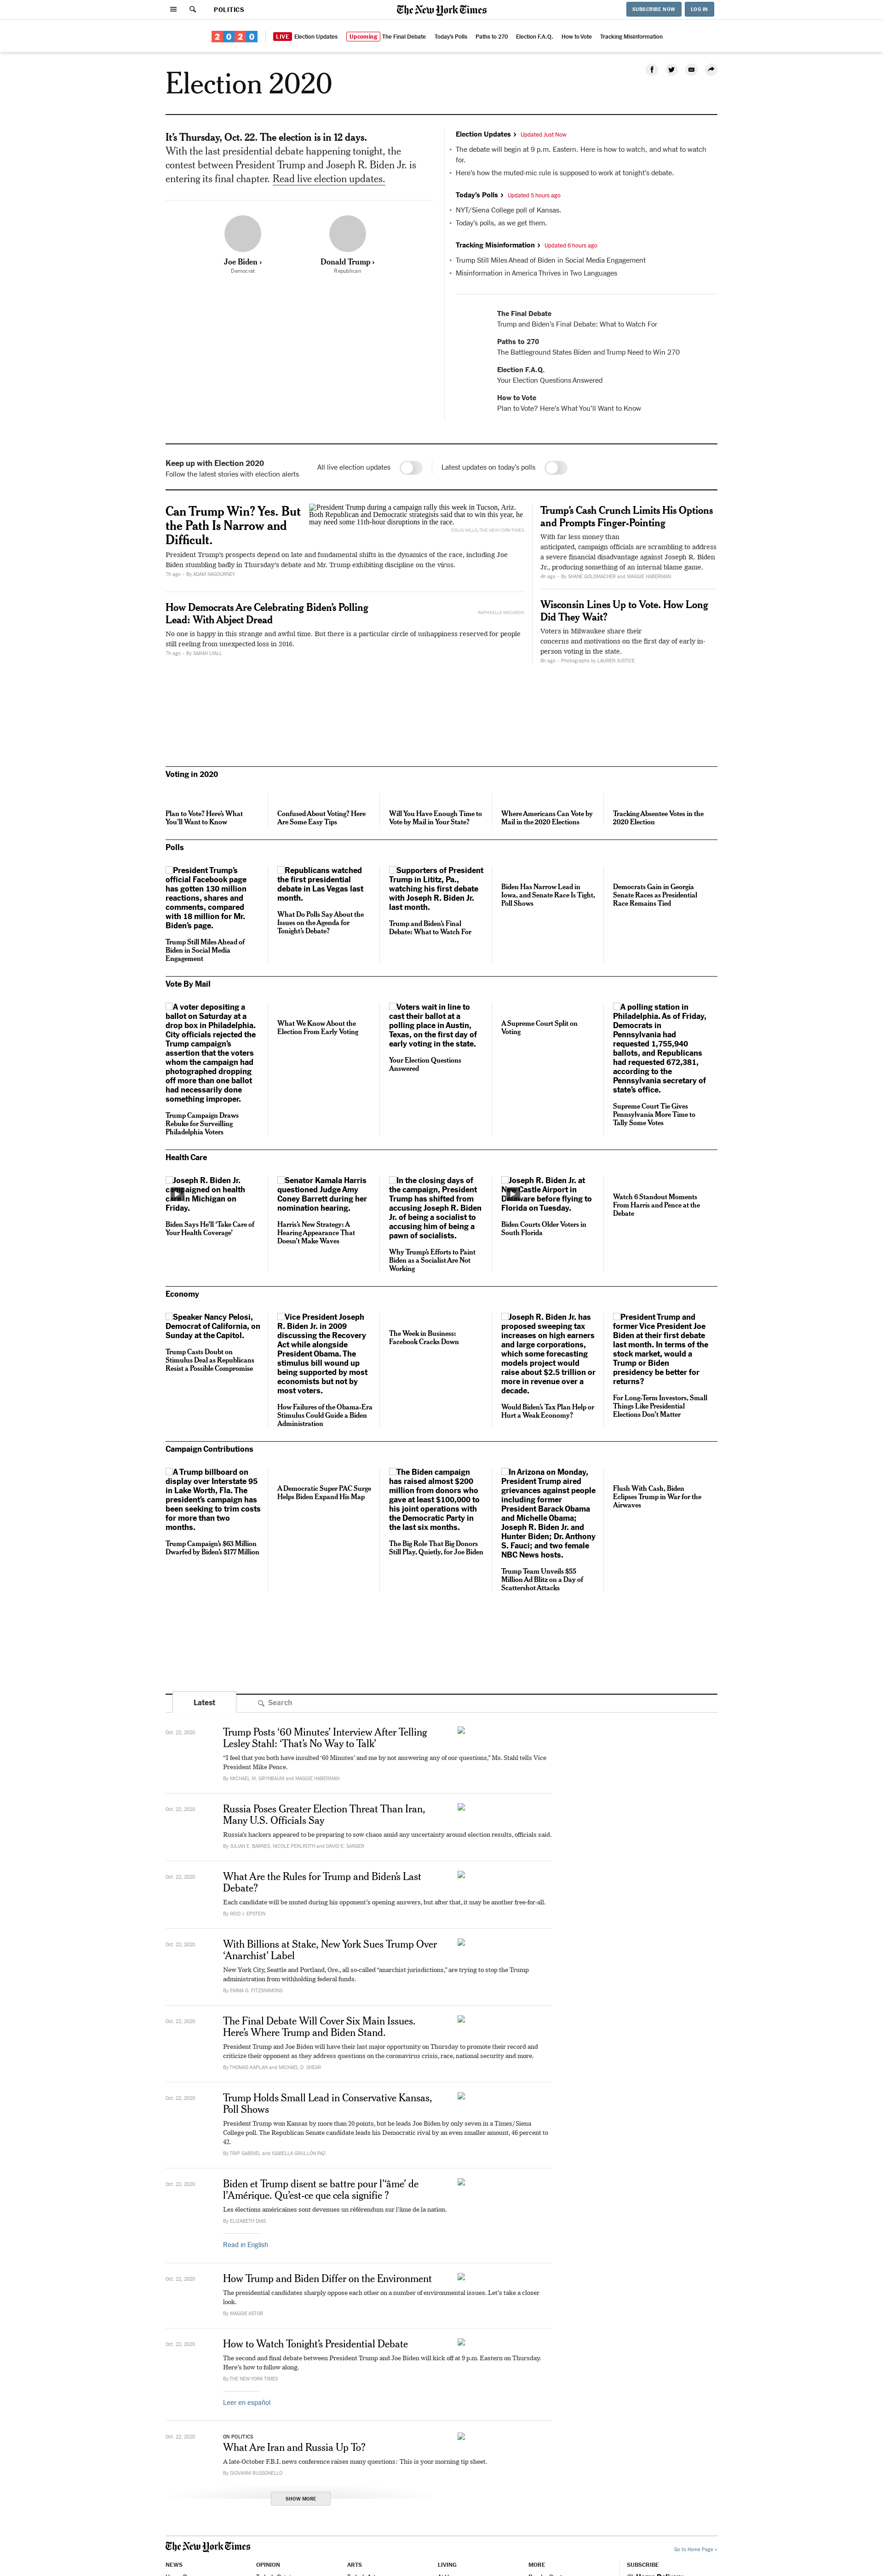 POLITICS
The New York Times
SUBSCRIBE NOW
LOG IN
2020
LIVE Election Updates
Upcoming The Final Debate
Today's Polls
Paths to 270
Election F.A.Q.
How to Vote
Tracking Misinformation
Election 2020
It's Thursday, Oct. 22. The election is in 12 days.
With the last presidential debate happening tonight, the
contest between President Trump and Joseph R. Biden Jr. is
entering its final chapter. Read live election updates.
Joe Biden ›
Democrat
Donald Trump ›
Republican
Election Updates › Updated Just Now
• The debate will begin at 9 p.m. Eastern. Here is how to watch, and what to watch
for.
• Here's how the muted-mic rule is supposed to work at tonight's debate.
Today's Polls › Updated 5 hours ago
• NYT/Siena College poll of Kansas.
• Today's polls, as we get them.
Tracking Misinformation › Updated 6 hours ago
• Trump Still Miles Ahead of Biden in Social Media Engagement
• Misinformation in America Thrives in Two Languages
The Final Debate
Trump and Biden's Final Debate: What to Watch For
Paths to 270
The Battleground States Biden and Trump Need to Win 270
Election F.A.Q.
Your Election Questions Answered
How to Vote
Plan to Vote? Here's What You'll Want to Know
Keep up with Election 2020
Follow the latest stories with election alerts
All live election updates
Latest updates on today's polls
Can Trump Win? Yes. But
the Path Is Narrow and
Difficult.
President Trump during a campaign rally this week in Tucson, Ariz.
Both Republican and Democratic strategists said that to win the race, he
may need some 11th-hour disruptions in the race.
DOUG MILLS/THE NEW YORK TIMES
President Trump's prospects depend on late and fundamental shifts in the dynamics of the race, including Joe
Biden stumbling badly in Thursday's debate and Mr. Trump exhibiting discipline on the virus.
7h ago - By ADAM NAGOURNEY
How Democrats Are Celebrating Biden's Polling
Lead: With Abject Dread
RAPHAELLE MACARON
No one is happy in this strange and awful time. But there is a particular circle of unhappiness reserved for people
still reeling from unexpected loss in 2016.
7h ago - By SARAH LYALL
Trump's Cash Crunch Limits His Options
and Prompts Finger-Pointing
With far less money than
anticipated, campaign officials are scrambling to address
a severe financial disadvantage against Joseph R. Biden
Jr., producing something of an internal blame game.
4h ago - By SHANE GOLDMACHER and MAGGIE HABERMAN
Wisconsin Lines Up to Vote. How Long
Did They Wait?
Voters in Milwaukee share their
concerns and motivations on the first day of early in-
person voting in the state.
8h ago - Photographs by LAUREN JUSTICE
Voting in 2020
Plan to Vote? Here's What
You'll Want to Know
Confused About Voting? Here
Are Some Easy Tips
Will You Have Enough Time to
Vote by Mail in Your State?
Where Americans Can Vote by
Mail in the 2020 Elections
Tracking Absentee Votes in the
2020 Election
Polls
President Trump's
official Facebook page
has gotten 130 million
reactions, shares and
comments, compared
with 18 million for Mr.
Biden's page.
Trump Still Miles Ahead of
Biden in Social Media
Engagement
Republicans watched
the first presidential
debate in Las Vegas last
month.
What Do Polls Say About the
Issues on the Agenda for
Tonight's Debate?
Supporters of President
Trump in Lititz, Pa.,
watching his first debate
with Joseph R. Biden Jr.
last month.
Trump and Biden's Final
Debate: What to Watch For
Biden Has Narrow Lead in
Iowa, and Senate Race Is Tight,
Poll Shows
Democrats Gain in Georgia
Senate Races as Presidential
Race Remains Tied
Vote By Mail
A voter depositing a
ballot on Saturday at a
drop box in Philadelphia.
City officials rejected the
Trump campaign's
assertion that the voters
whom the campaign had
photographed dropping
off more than one ballot
had necessarily done
something improper.
Trump Campaign Draws
Rebuke for Surveilling
Philadelphia Voters
What We Know About the
Election From Early Voting
Voters wait in line to
cast their ballot at a
polling place in Austin,
Texas, on the first day of
early voting in the state.
Your Election Questions
Answered
A Supreme Court Split on
Voting
A polling station in
Philadelphia. As of Friday,
Democrats in
Pennsylvania had
requested 1,755,940
ballots, and Republicans
had requested 672,381,
according to the
Pennsylvania secretary of
state's office.
Supreme Court Tie Gives
Pennsylvania More Time to
Tally Some Votes
Health Care
Joseph R. Biden Jr.
campaigned on health
care in Michigan on
Friday.
Biden Says He'll 'Take Care of
Your Health Coverage'
Senator Kamala Harris
questioned Judge Amy
Coney Barrett during her
nomination hearing.
Harris's New Strategy: A
Hearing Appearance That
Doesn't Make Waves
In the closing days of
the campaign, President
Trump has shifted from
accusing Joseph R. Biden
Jr. of being a socialist to
accusing him of being a
pawn of socialists.
Why Trump's Efforts to Paint
Biden as a Socialist Are Not
Working
Joseph R. Biden Jr. at
New Castle Airport in
Delaware before flying to
Florida on Tuesday.
Biden Courts Older Voters in
South Florida
Watch 6 Standout Moments
From Harris and Pence at the
Debate
Economy
Speaker Nancy Pelosi,
Democrat of California, on
Sunday at the Capitol.
Trump Casts Doubt on
Stimulus Deal as Republicans
Resist a Possible Compromise
Vice President Joseph
R. Biden Jr. in 2009
discussing the Recovery
Act while alongside
President Obama. The
stimulus bill wound up
being supported by most
economists but not by
most voters.
How Failures of the Obama-Era
Stimulus Could Guide a Biden
Administration
The Week in Business:
Facebook Cracks Down
Joseph R. Biden Jr. has
proposed sweeping tax
increases on high earners
and large corporations,
which some forecasting
models project would
raise about $2.5 trillion or
more in revenue over a
decade.
Would Biden's Tax Plan Help or
Hurt a Weak Economy?
President Trump and
former Vice President Joe
Biden at their first debate
last month. In terms of the
stock market, would a
Trump or Biden
presidency be better for
returns?
For Long-Term Investors, Small
Things Like Presidential
Elections Don't Matter
Campaign Contributions
A Trump billboard on
display over Interstate 95
in Lake Worth, Fla. The
president's campaign has
been seeking to trim costs
for more than two
months.
Trump Campaign's $63 Million
Dwarfed by Biden's $177 Million
A Democratic Super PAC Surge
Helps Biden Expand His Map
The Biden campaign
has raised almost $200
million from donors who
gave at least $100,000 to
his joint operations with
the Democratic Party in
the last six months.
The Big Role That Big Donors
Still Play, Quietly, for Joe Biden
In Arizona on Monday,
President Trump aired
grievances against people
including former
President Barack Obama
and Michelle Obama;
Joseph R. Biden Jr. and
Hunter Biden; Dr. Anthony
S. Fauci; and two female
NBC News hosts.
Trump Team Unveils $55
Million Ad Blitz on a Day of
Scattershot Attacks
Flush With Cash, Biden
Eclipses Trump in War for the
Airwaves
Latest
Search
Oct. 22, 2020
Trump Posts '60 Minutes' Interview After Telling
Lesley Stahl: 'That's No Way to Talk'
"I feel that you both have insulted '60 Minutes' and me by not answering any of our questions," Ms. Stahl tells Vice
President Mike Pence.
By MICHAEL M. GRYNBAUM and MAGGIE HABERMAN
Oct. 22, 2020
Russia Poses Greater Election Threat Than Iran,
Many U.S. Officials Say
Russia's hackers appeared to be preparing to sow chaos amid any uncertainty around election results, officials said.
By JULIAN E. BARNES, NICOLE PERLROTH and DAVID E. SANGER
Oct. 22, 2020
What Are the Rules for Trump and Biden's Last
Debate?
Each candidate will be muted during his opponent's opening answers, but after that, it may be another free-for-all.
By REID J. EPSTEIN
Oct. 22, 2020
With Billions at Stake, New York Sues Trump Over
'Anarchist' Label
New York City, Seattle and Portland, Ore., all so-called "anarchist jurisdictions," are trying to stop the Trump
administration from withholding federal funds.
By EMMA G. FITZSIMMONS
Oct. 22, 2020
The Final Debate Will Cover Six Main Issues.
Here's Where Trump and Biden Stand.
President Trump and Joe Biden will have their last major opportunity on Thursday to promote their record and
criticize their opponent as they address questions on the coronavirus crisis, race, national security and more.
By THOMAS KAPLAN and MICHAEL D. SHEAR
Oct. 22, 2020
Trump Holds Small Lead in Conservative Kansas,
Poll Shows
President Trump won Kansas by more than 20 points, but he leads Joe Biden by only seven in a Times/Siena
College poll. The Republican Senate candidate leads his Democratic rival by an even smaller amount, 46 percent to
42.
By TRIP GABRIEL and ISABELLA GRULLÓN PAZ
Oct. 22, 2020
Biden et Trump disent se battre pour l''âme' de
l'Amérique. Qu'est-ce que cela signifie ?
Les élections américaines sont devenues un référendum sur l'âme de la nation.
By ELIZABETH DIAS
Read in English
Oct. 22, 2020
How Trump and Biden Differ on the Environment
The presidential candidates sharply oppose each other on a number of environmental issues. Let's take a closer
look.
By MAGGIE ASTOR
Oct. 22, 2020
How to Watch Tonight's Presidential Debate
The second and final debate between President Trump and Joe Biden will kick off at 9 p.m. Eastern on Thursday.
Here's how to follow along.
By THE NEW YORK TIMES
Leer en español
Oct. 22, 2020
ON POLITICS
What Are Iran and Russia Up To?
A late-October F.B.I. news conference raises many questions: This is your morning tip sheet.
By GIOVANNI RUSSONELLO
SHOW MORE
The New York Times
Go to Home Page »
NEWS
OPINION
ARTS
LIVING
MORE
SUBSCRIBE